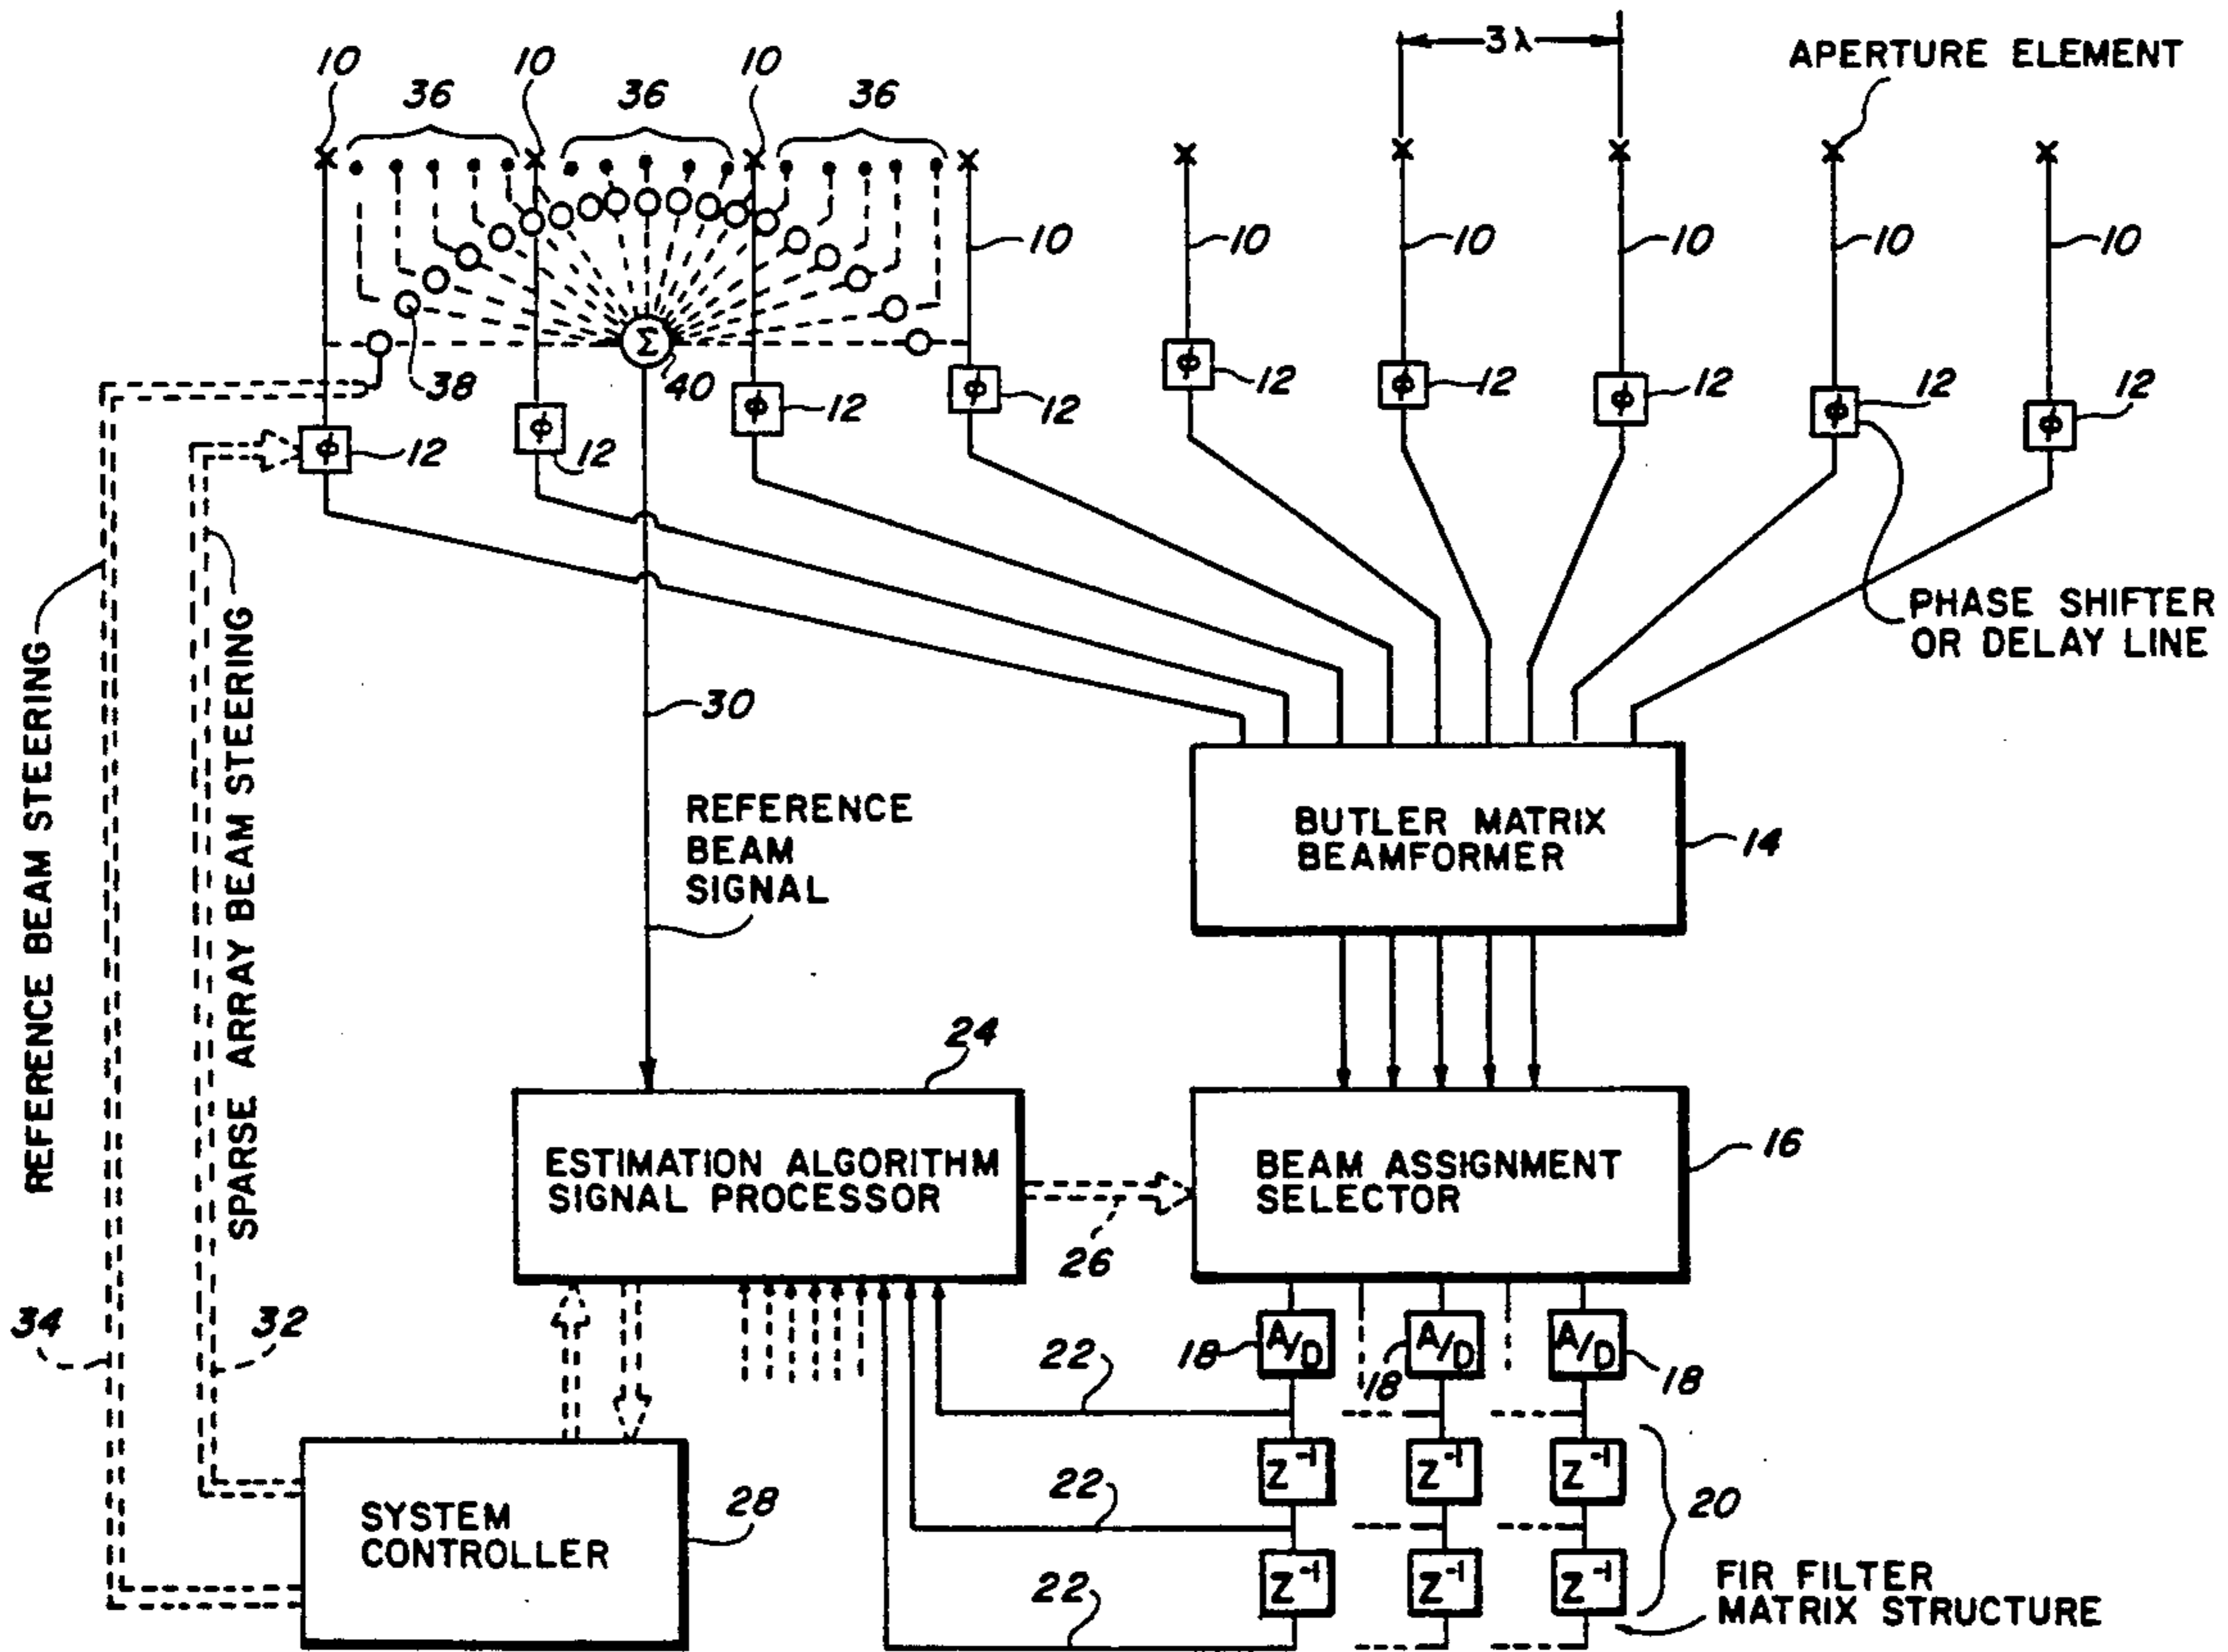 3λ
APERTURE ELEMENT
10 10 10
36 36 36
10 10 10 10 10 10
Σ
38 40
ϕ ϕ ϕ ϕ ϕ ϕ ϕ ϕ ϕ
12 12 12 12 12 12 12 12 12
PHASE SHIFTER
OR DELAY LINE
REFERENCE BEAM STEERING
SPARSE ARRAY BEAM STEERING
30
REFERENCE
BEAM
SIGNAL
BUTLER MATRIX
BEAMFORMER
14
24
ESTIMATION ALGORITHM
SIGNAL PROCESSOR
26
BEAM ASSIGNMENT
SELECTOR
16
34
32
22
18 A/D
18 A/D
A/D 18
SYSTEM
CONTROLLER
28
22
Z⁻¹ Z⁻¹ Z⁻¹
20
22
Z⁻¹ Z⁻¹ Z⁻¹
FIR FILTER
MATRIX STRUCTURE